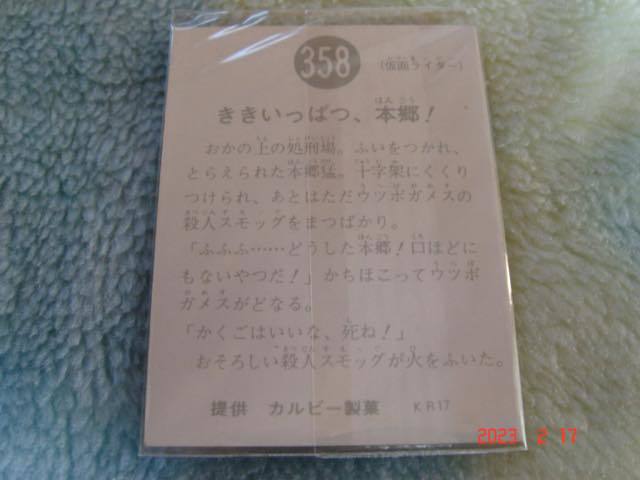 358
(仮面ライダー)
ききいっぱつ、本郷!
おかの上の処刑場。ふいをつかれ、
とらえられた本郷猛。十字架にくくり
つけられ、あとはただウツボガメスの
殺人スモッグをまつばかり。
「ふふふ……どうした本郷!口ほどに
もないやつだ!」かちほこってウツボ
ガメスがどなる。
「かくごはいいな、死ね!」
おそろしい殺人スモッグが火をふいた。
提供 カルビー製菓 KR17
2023 2 17